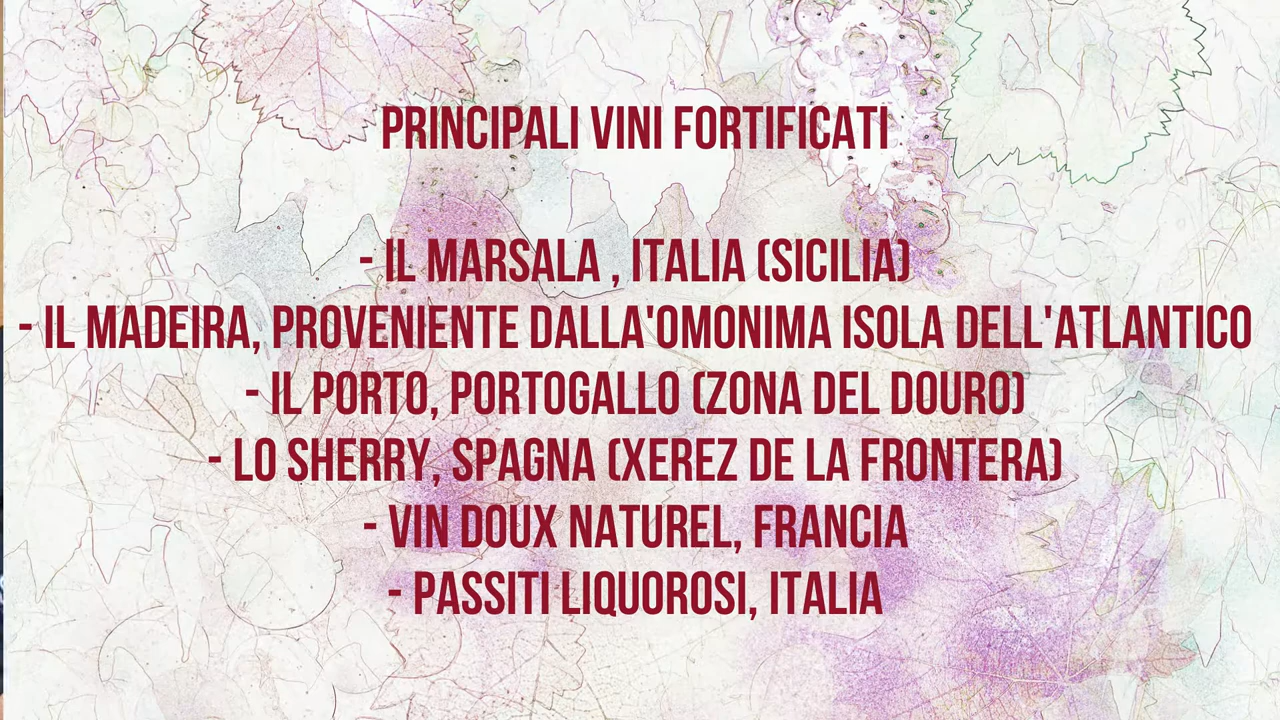 PRINCIPALI VINI FORTIFICATI
- IL MARSALA , ITALIA (SICILIA)
- IL MADEIRA, PROVENIENTE DALLA'OMONIMA ISOLA DELL'ATLANTICO
- IL PORTO, PORTOGALLO (ZONA DEL DOURO)
- LO SHERRY, SPAGNA (XEREZ DE LA FRONTERA)
- VIN DOUX NATUREL, FRANCIA
- PASSITI LIQUOROSI, ITALIA